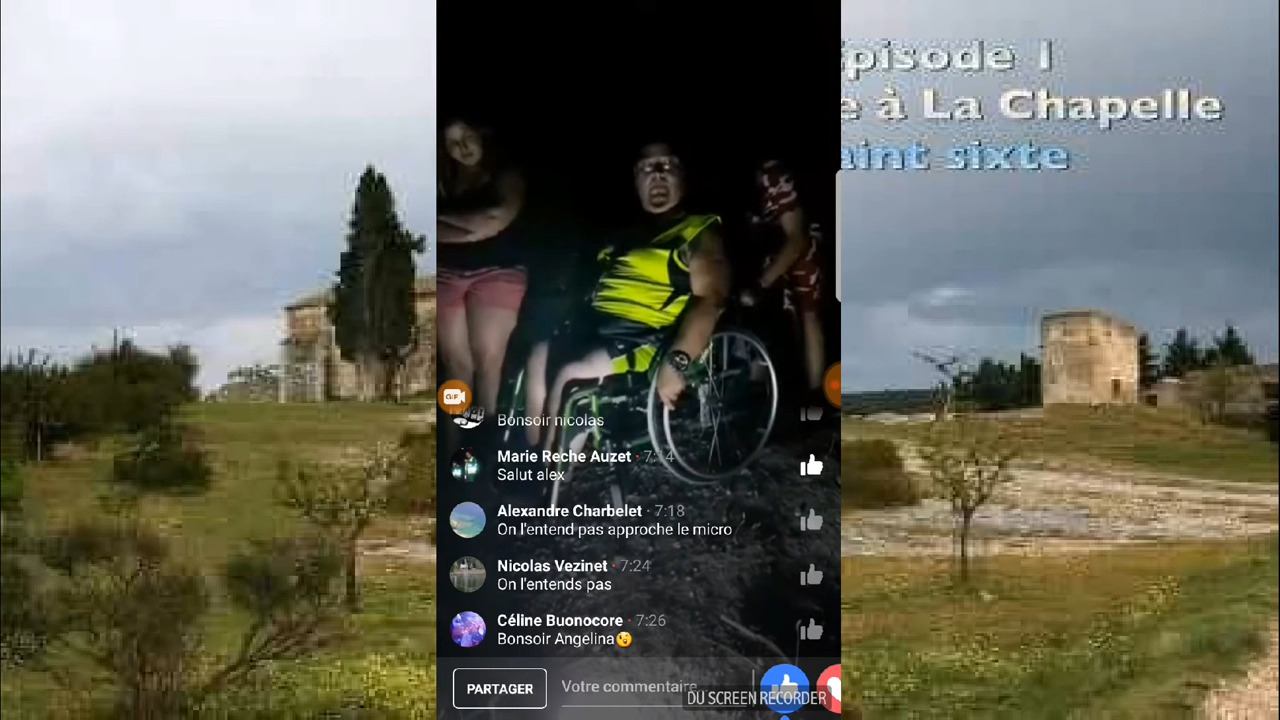 pisode 1
e à La Chapelle
aint sixte
GIF
Bonsoir nicolas
Marie Reche Auzet • 7:14
Salut alex
Alexandre Charbelet · 7:18
On l'entend pas approche le micro
Nicolas Vezinet • 7:24
On l'entends pas
Céline Buonocore · 7:26
Bonsoir Angelina😉
PARTAGER
Votre commentaire
DU SCREEN RECORDER